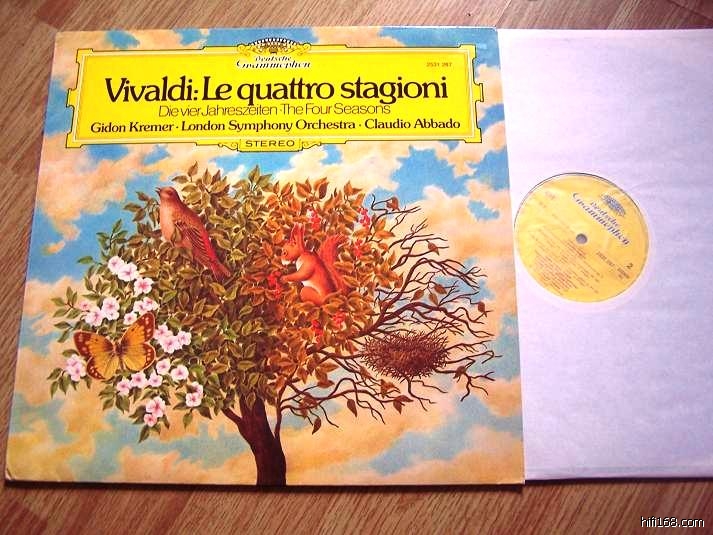 Deutsche
Grammophon
2531 287
Vivaldi: Le quattro stagioni
Die vier Jahreszeiten · The Four Seasons
Gidon Kremer · London Symphony Orchestra · Claudio Abbado
STEREO
Deutsche
Grammophon
2
hifi168.com